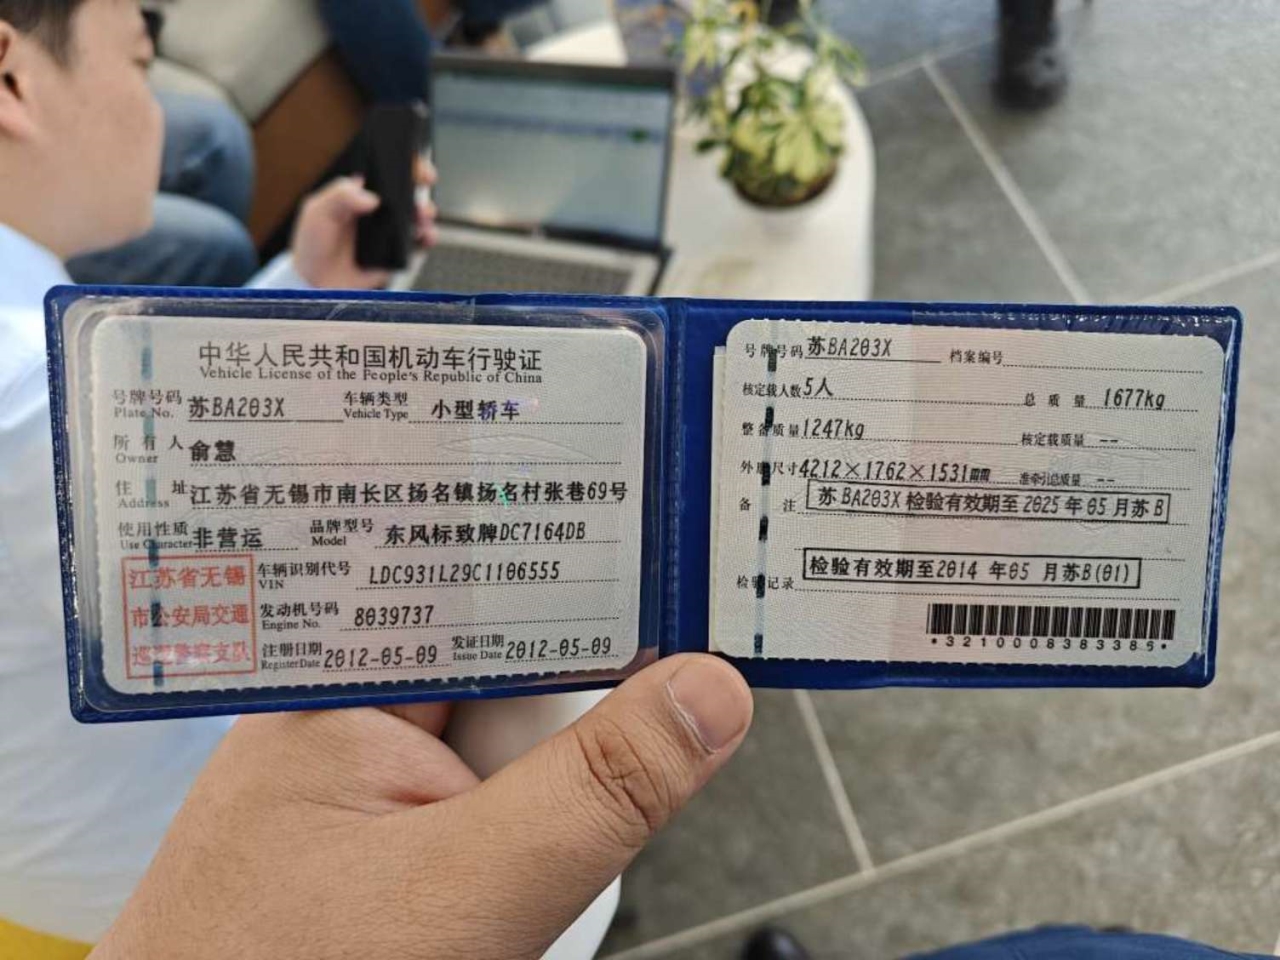 中华人民共和国机动车行驶证
Vehicle License of the People's Republic of China
号牌号码 苏BA203X 车辆类型 小型轿车
Plate No. Vehicle Type
所有人 俞慧
Owner
住址 江苏省无锡市南长区扬名镇扬名村张巷69号
Address
使用性质 非营运 品牌型号 东风标致牌DC7164DB
Use Character Model
江苏省无锡
市公安局交通
巡逻警察支队
车辆识别代号 LDC931L29C1106555
VIN
发动机号码 8039737
Engine No.
注册日期 2012-05-09 发证日期 2012-05-09
Register Date Issue Date
号牌号码 苏BA203X 档案编号
核定载人数 5人 总质量 1677kg
整备质量 1247kg 核定载质量 --
外廓尺寸 4212×1762×1531mm 准牵引总质量 --
备注 苏BA203X 检验有效期至 2025 年 05 月苏 B
检验记录 检验有效期至2014 年05 月苏B(01)
*3210008383385*